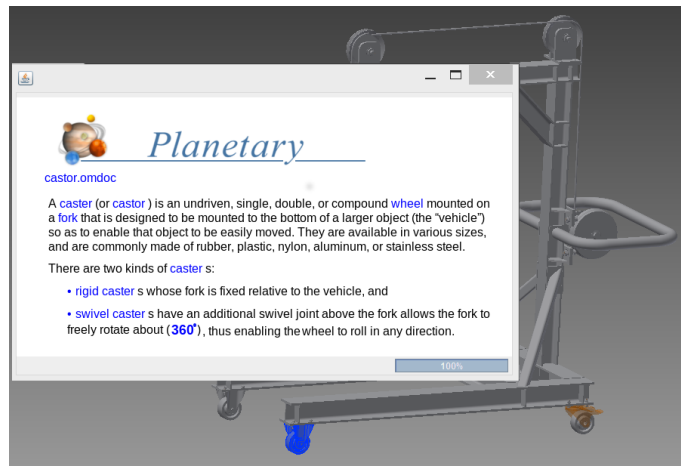 Planetary
castor.omdoc
A caster (or castor ) is an undriven, single, double, or compound wheel mounted on
a fork that is designed to be mounted to the bottom of a larger object (the “vehicle”)
so as to enable that object to be easily moved. They are available in various sizes,
and are commonly made of rubber, plastic, nylon, aluminum, or stainless steel.
There are two kinds of caster s:
• rigid caster s whose fork is fixed relative to the vehicle, and
• swivel caster s have an additional swivel joint above the fork allows the fork to
freely rotate about (360°), thus enabling the wheel to roll in any direction.
100%